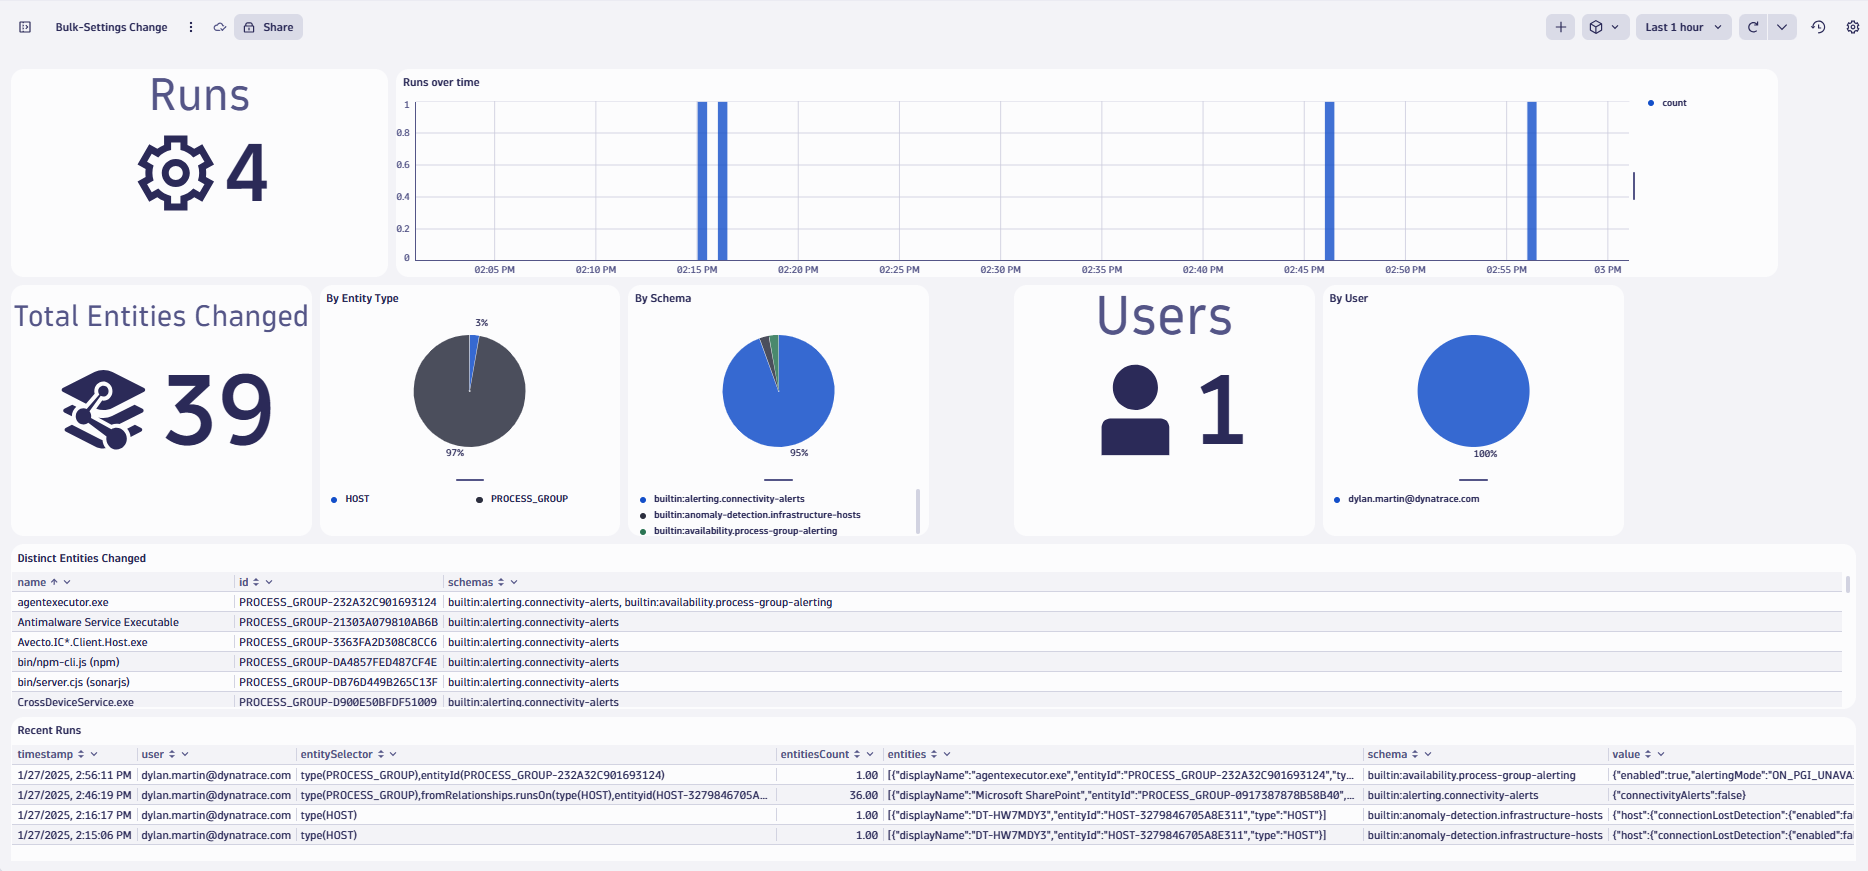 Bulk-Settings Change
Share
Last 1 hour
Runs
4
Runs over time
1
0.8
0.6
0.4
0.2
0
02:05 PM 02:10 PM 02:15 PM 02:20 PM 02:25 PM 02:30 PM 02:35 PM 02:40 PM 02:45 PM 02:50 PM 02:55 PM 03 PM
count
Total Entities Changed
39
By Entity Type
3%
97%
HOST PROCESS_GROUP
By Schema
95%
builtin:alerting.connectivity-alerts
builtin:anomaly-detection.infrastructure-hosts
builtin:availability.process-group-alerting
Users
1
By User
100%
dylan.martin@dynatrace.com
Distinct Entities Changed
name id schemas
agentexecutor.exe PROCESS_GROUP-232A32C901693124 builtin:alerting.connectivity-alerts, builtin:availability.process-group-alerting
Antimalware Service Executable PROCESS_GROUP-21303A079810AB6B builtin:alerting.connectivity-alerts
Avecto.IC*.Client.Host.exe PROCESS_GROUP-3363FA2D308C8CC6 builtin:alerting.connectivity-alerts
bin/npm-cli.js (npm) PROCESS_GROUP-DA4857FED487CF4E builtin:alerting.connectivity-alerts
bin/server.cjs (sonarjs) PROCESS_GROUP-DB76D449B265C13F builtin:alerting.connectivity-alerts
CrossDeviceService.exe PROCESS_GROUP-D900E50BFDF51009 builtin:alerting.connectivity-alerts
Recent Runs
timestamp user entitySelector entitiesCount entities schema value
1/27/2025, 2:56:11 PM dylan.martin@dynatrace.com type(PROCESS_GROUP),entityId(PROCESS_GROUP-232A32C901693124) 1.00 [{"displayName":"agentexecutor.exe","entityId":"PROCESS_GROUP-232A32C901693124","ty... builtin:availability.process-group-alerting {"enabled":true,"alertingMode":"ON_PGI_UNAVA
1/27/2025, 2:46:19 PM dylan.martin@dynatrace.com type(PROCESS_GROUP),fromRelationships.runsOn(type(HOST),entityid(HOST-3279846705A... 36.00 [{"displayName":"Microsoft SharePoint","entityId":"PROCESS_GROUP-0917387878B58B40",... builtin:alerting.connectivity-alerts {"connectivityAlerts":false}
1/27/2025, 2:16:17 PM dylan.martin@dynatrace.com type(HOST) 1.00 [{"displayName":"DT-HW7MDY3","entityId":"HOST-3279846705A8E311","type":"HOST"}] builtin:anomaly-detection.infrastructure-hosts {"host":{"connectionLostDetection":{"enabled":fa
1/27/2025, 2:15:06 PM dylan.martin@dynatrace.com type(HOST) 1.00 [{"displayName":"DT-HW7MDY3","entityId":"HOST-3279846705A8E311","type":"HOST"}] builtin:anomaly-detection.infrastructure-hosts {"host":{"connectionLostDetection":{"enabled":fa